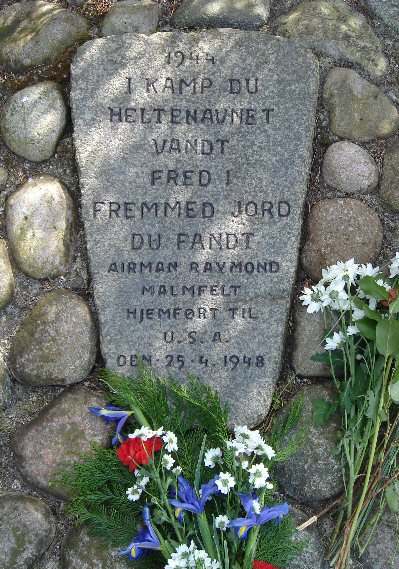 1944
I KAMP DU
HELTENAVNET
VANDT
FRED I
FREMMED JORD
DU FANDT
AIRMAN RAYMOND
MALMFELT
HJEMFØRT TIL
U.S.A.
DEN. 25-4.1948